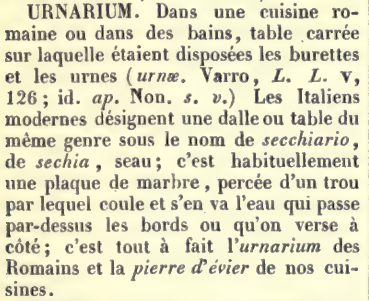 URNARIUM. Dans une cuisine ro-
maine ou dans des bains, table carrée
sur laquelle étaient disposées les burettes
et les urnes (urnæ. Varro, L. L. v,
126; id. ap. Non. s. v.) Les Italiens
modernes désignent une dalle ou table du
même genre sous le nom de secchiario,
de sechia, seau; c'est habituellement
une plaque de marbre, percée d'un trou
par lequel coule et s'en va l'eau qui passe
par-dessus les bords ou qu'on verse à
côté; c'est tout à fait l'urnarium des
Romains et la pierre d'évier de nos cui-
sines.